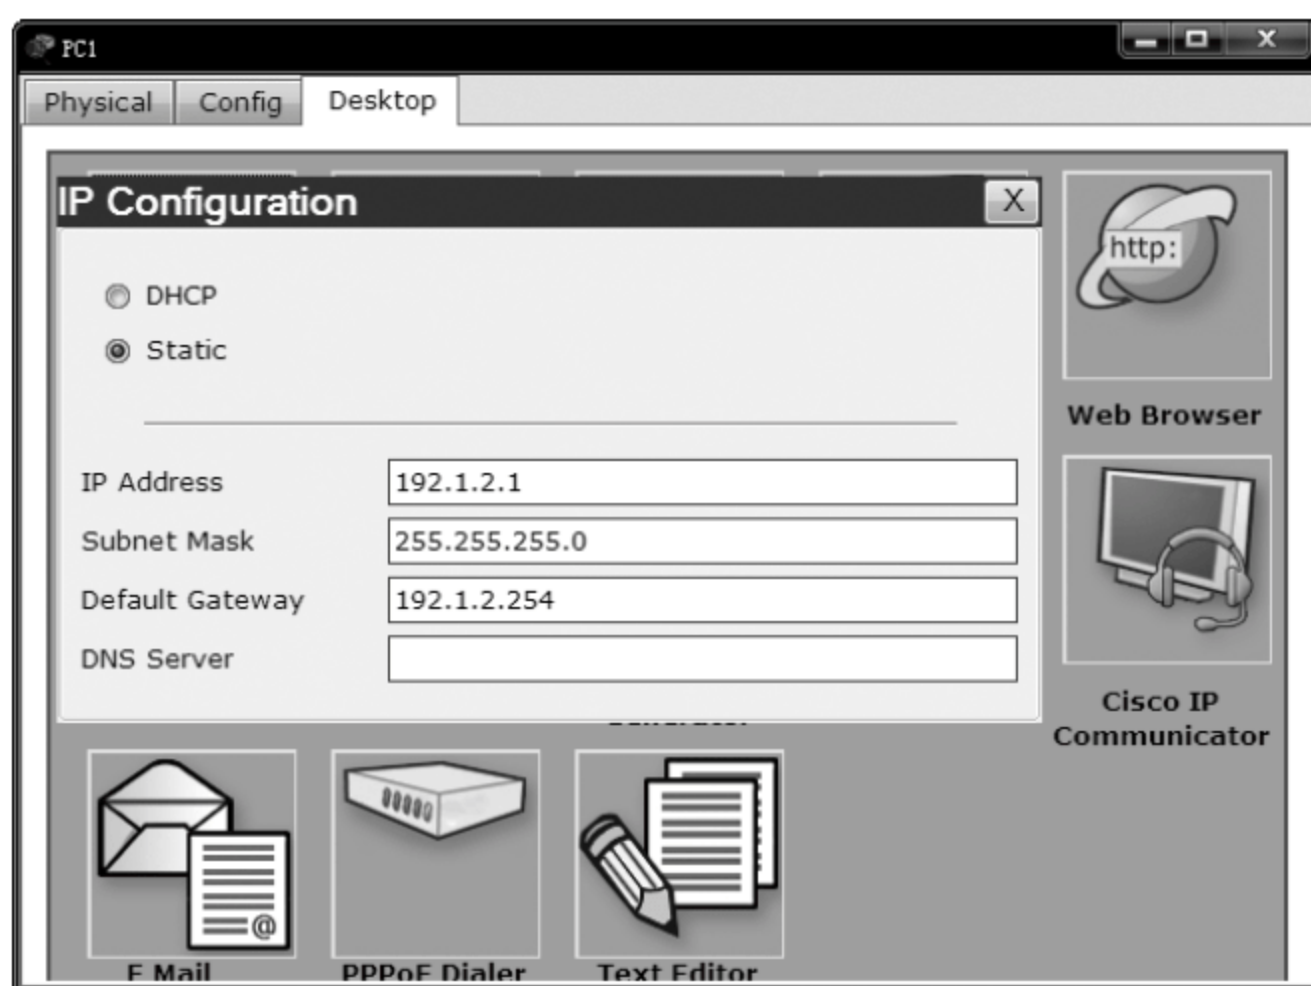 PC1
Physical Config Desktop
IP Configuration X
http:
DHCP
Static
Web Browser
IP Address 192.1.2.1
Subnet Mask 255.255.255.0
Default Gateway 192.1.2.254
DNS Server
Cisco IP
Communicator
@
E Mail PPPoE Dialer Text Editor